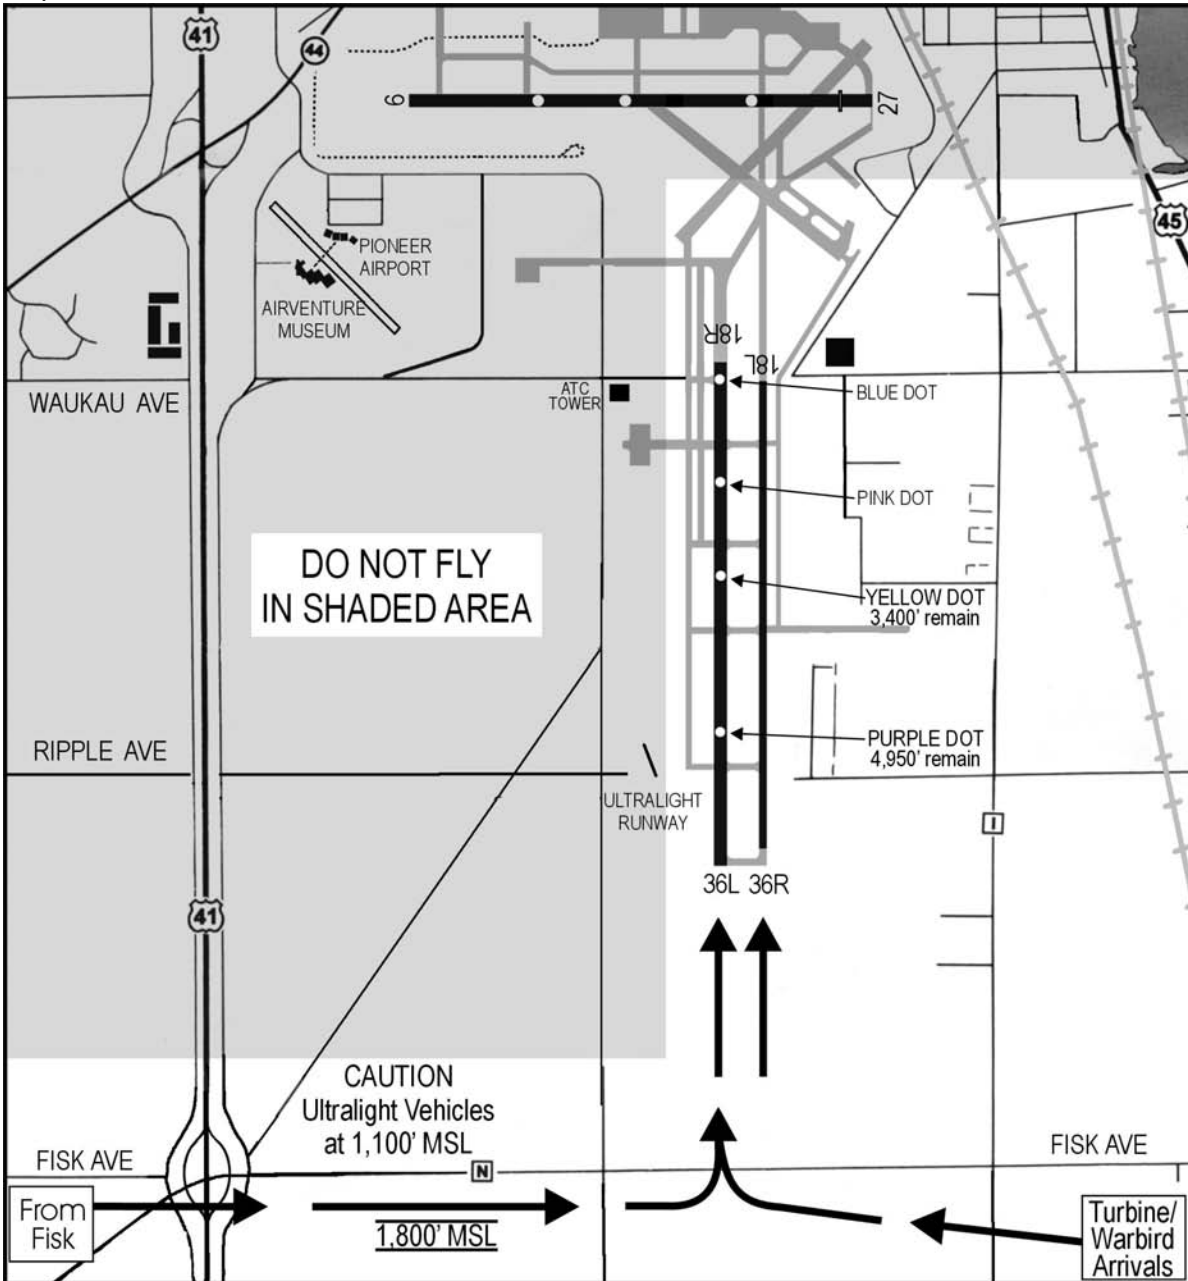 41
44
9
27
45
PIONEER
AIRPORT
AIRVENTURE
MUSEUM
18R
18L
WAUKAU AVE
ATC
TOWER
BLUE DOT
PINK DOT
DO NOT FLY
IN SHADED AREA
YELLOW DOT
3,400' remain
RIPPLE AVE
PURPLE DOT
4,950' remain
ULTRALIGHT
RUNWAY
I
36L 36R
41
CAUTION
Ultralight Vehicles
at 1,100' MSL
FISK AVE
N
FISK AVE
From
Fisk
1,800' MSL
Turbine/
Warbird
Arrivals